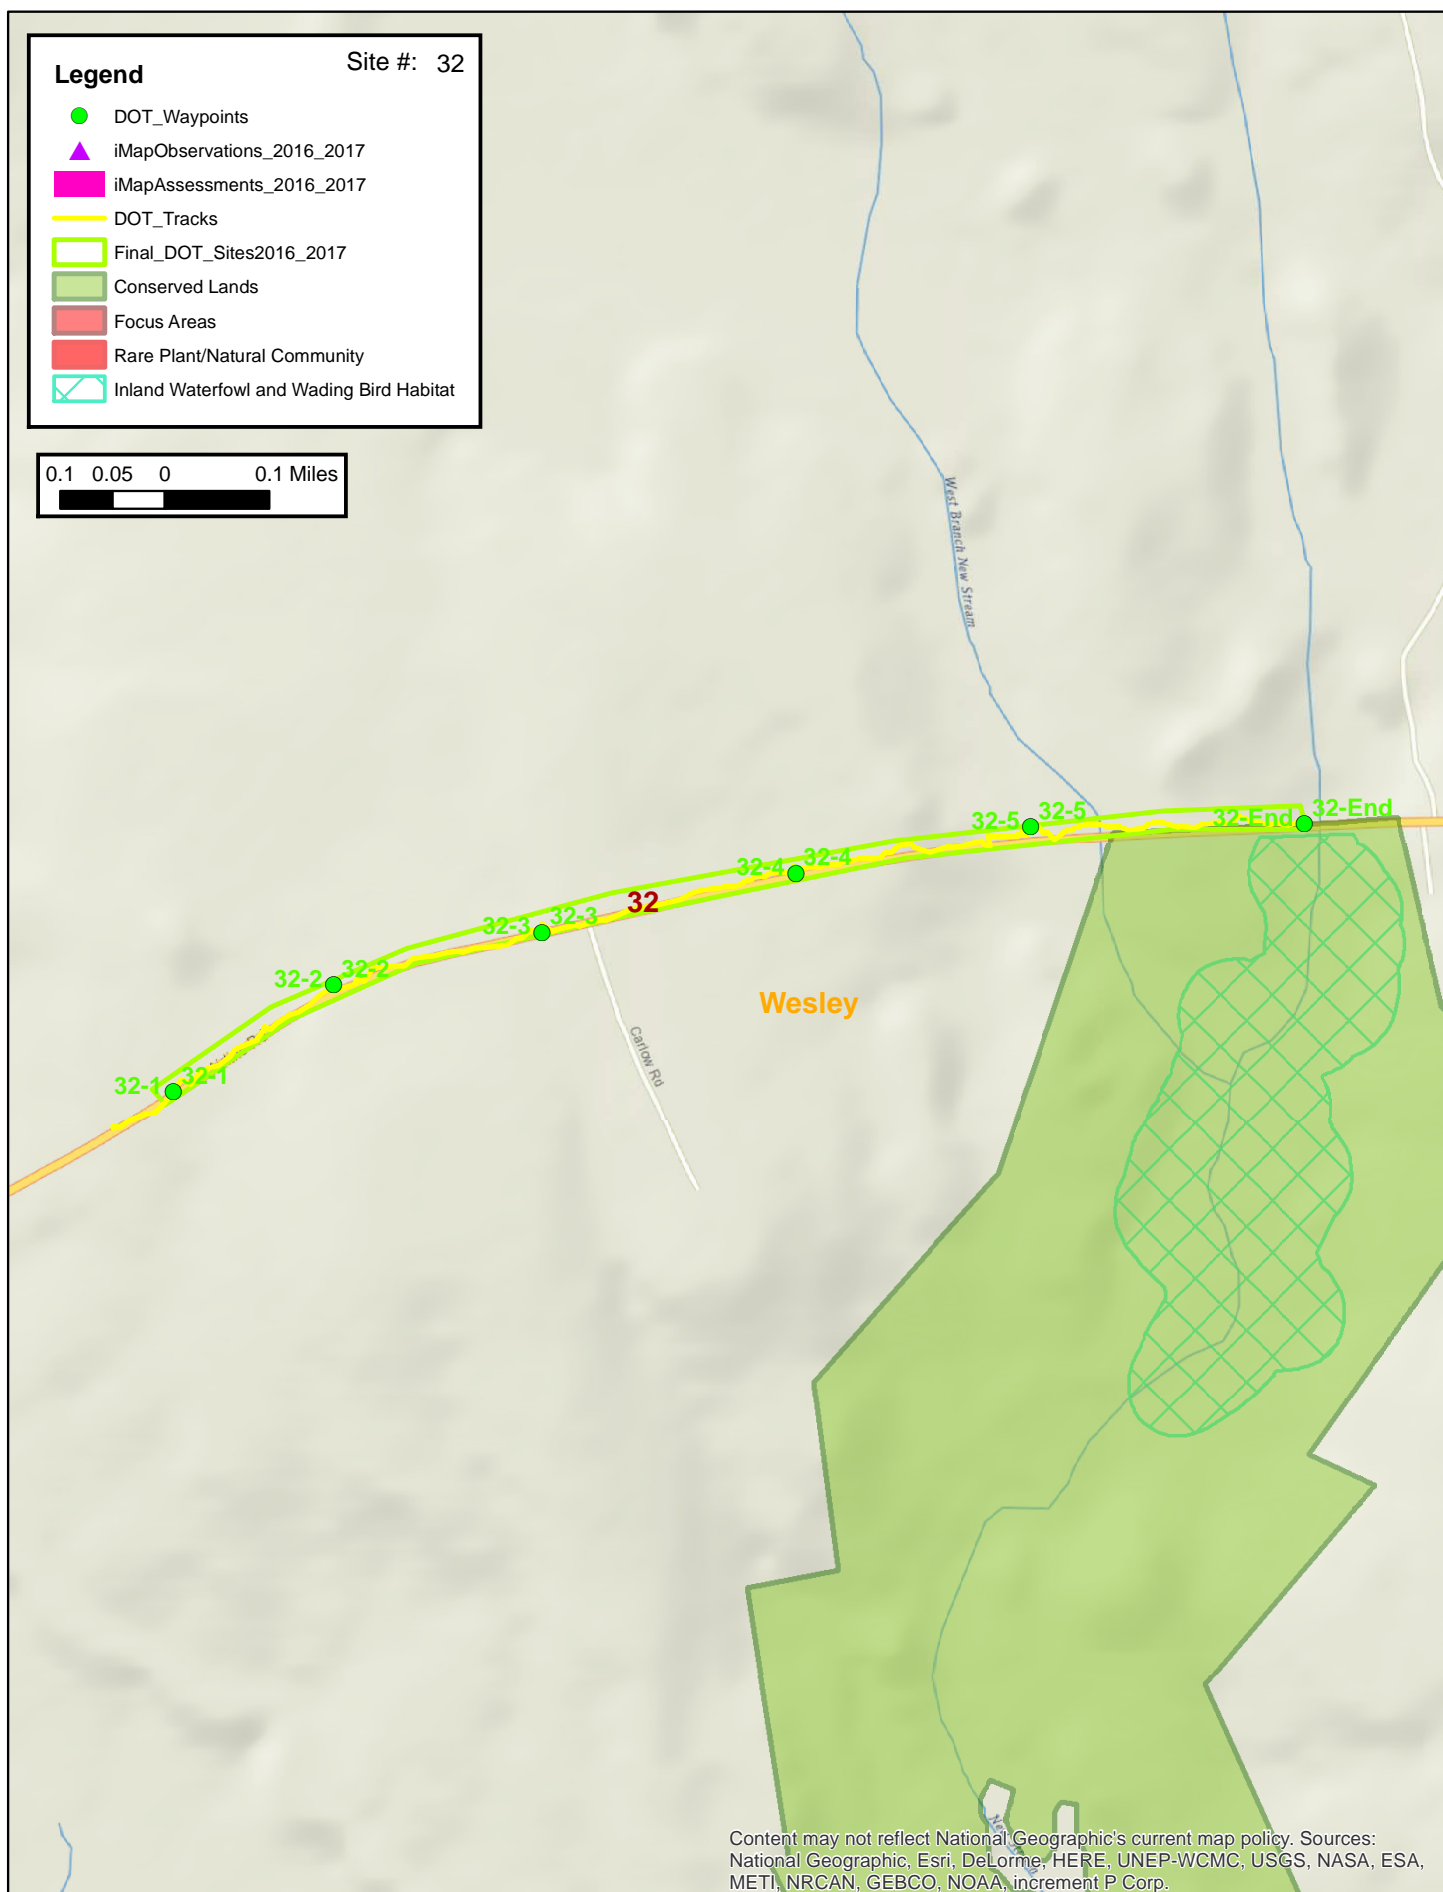 Legend
Site #: 32
DOT_Waypoints
iMapObservations_2016_2017
iMapAssessments_2016_2017
DOT_Tracks
Final_DOT_Sites2016_2017
Conserved Lands
Focus Areas
Rare Plant/Natural Community
Inland Waterfowl and Wading Bird Habitat
0.1 0.05 0 0.1 Miles
West Branch New Stream
32-End
32-End
32-5
32-5
32-4
32-4
32
32-3
32-3
32-2
32-2
Wesley
Carlow Rd
32-1
32-1
Content may not reflect National Geographic's current map policy. Sources:
National Geographic, Esri, DeLorme, HERE, UNEP-WCMC, USGS, NASA, ESA,
METI, NRCAN, GEBCO, NOAA, increment P Corp.